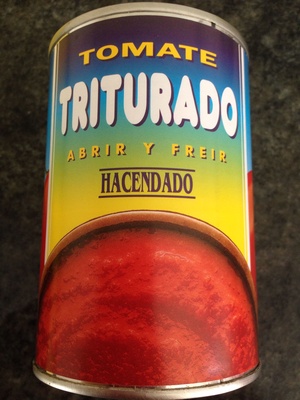 TOMATE
TRITURADO
ABRIR Y FREIR
HACENDADO